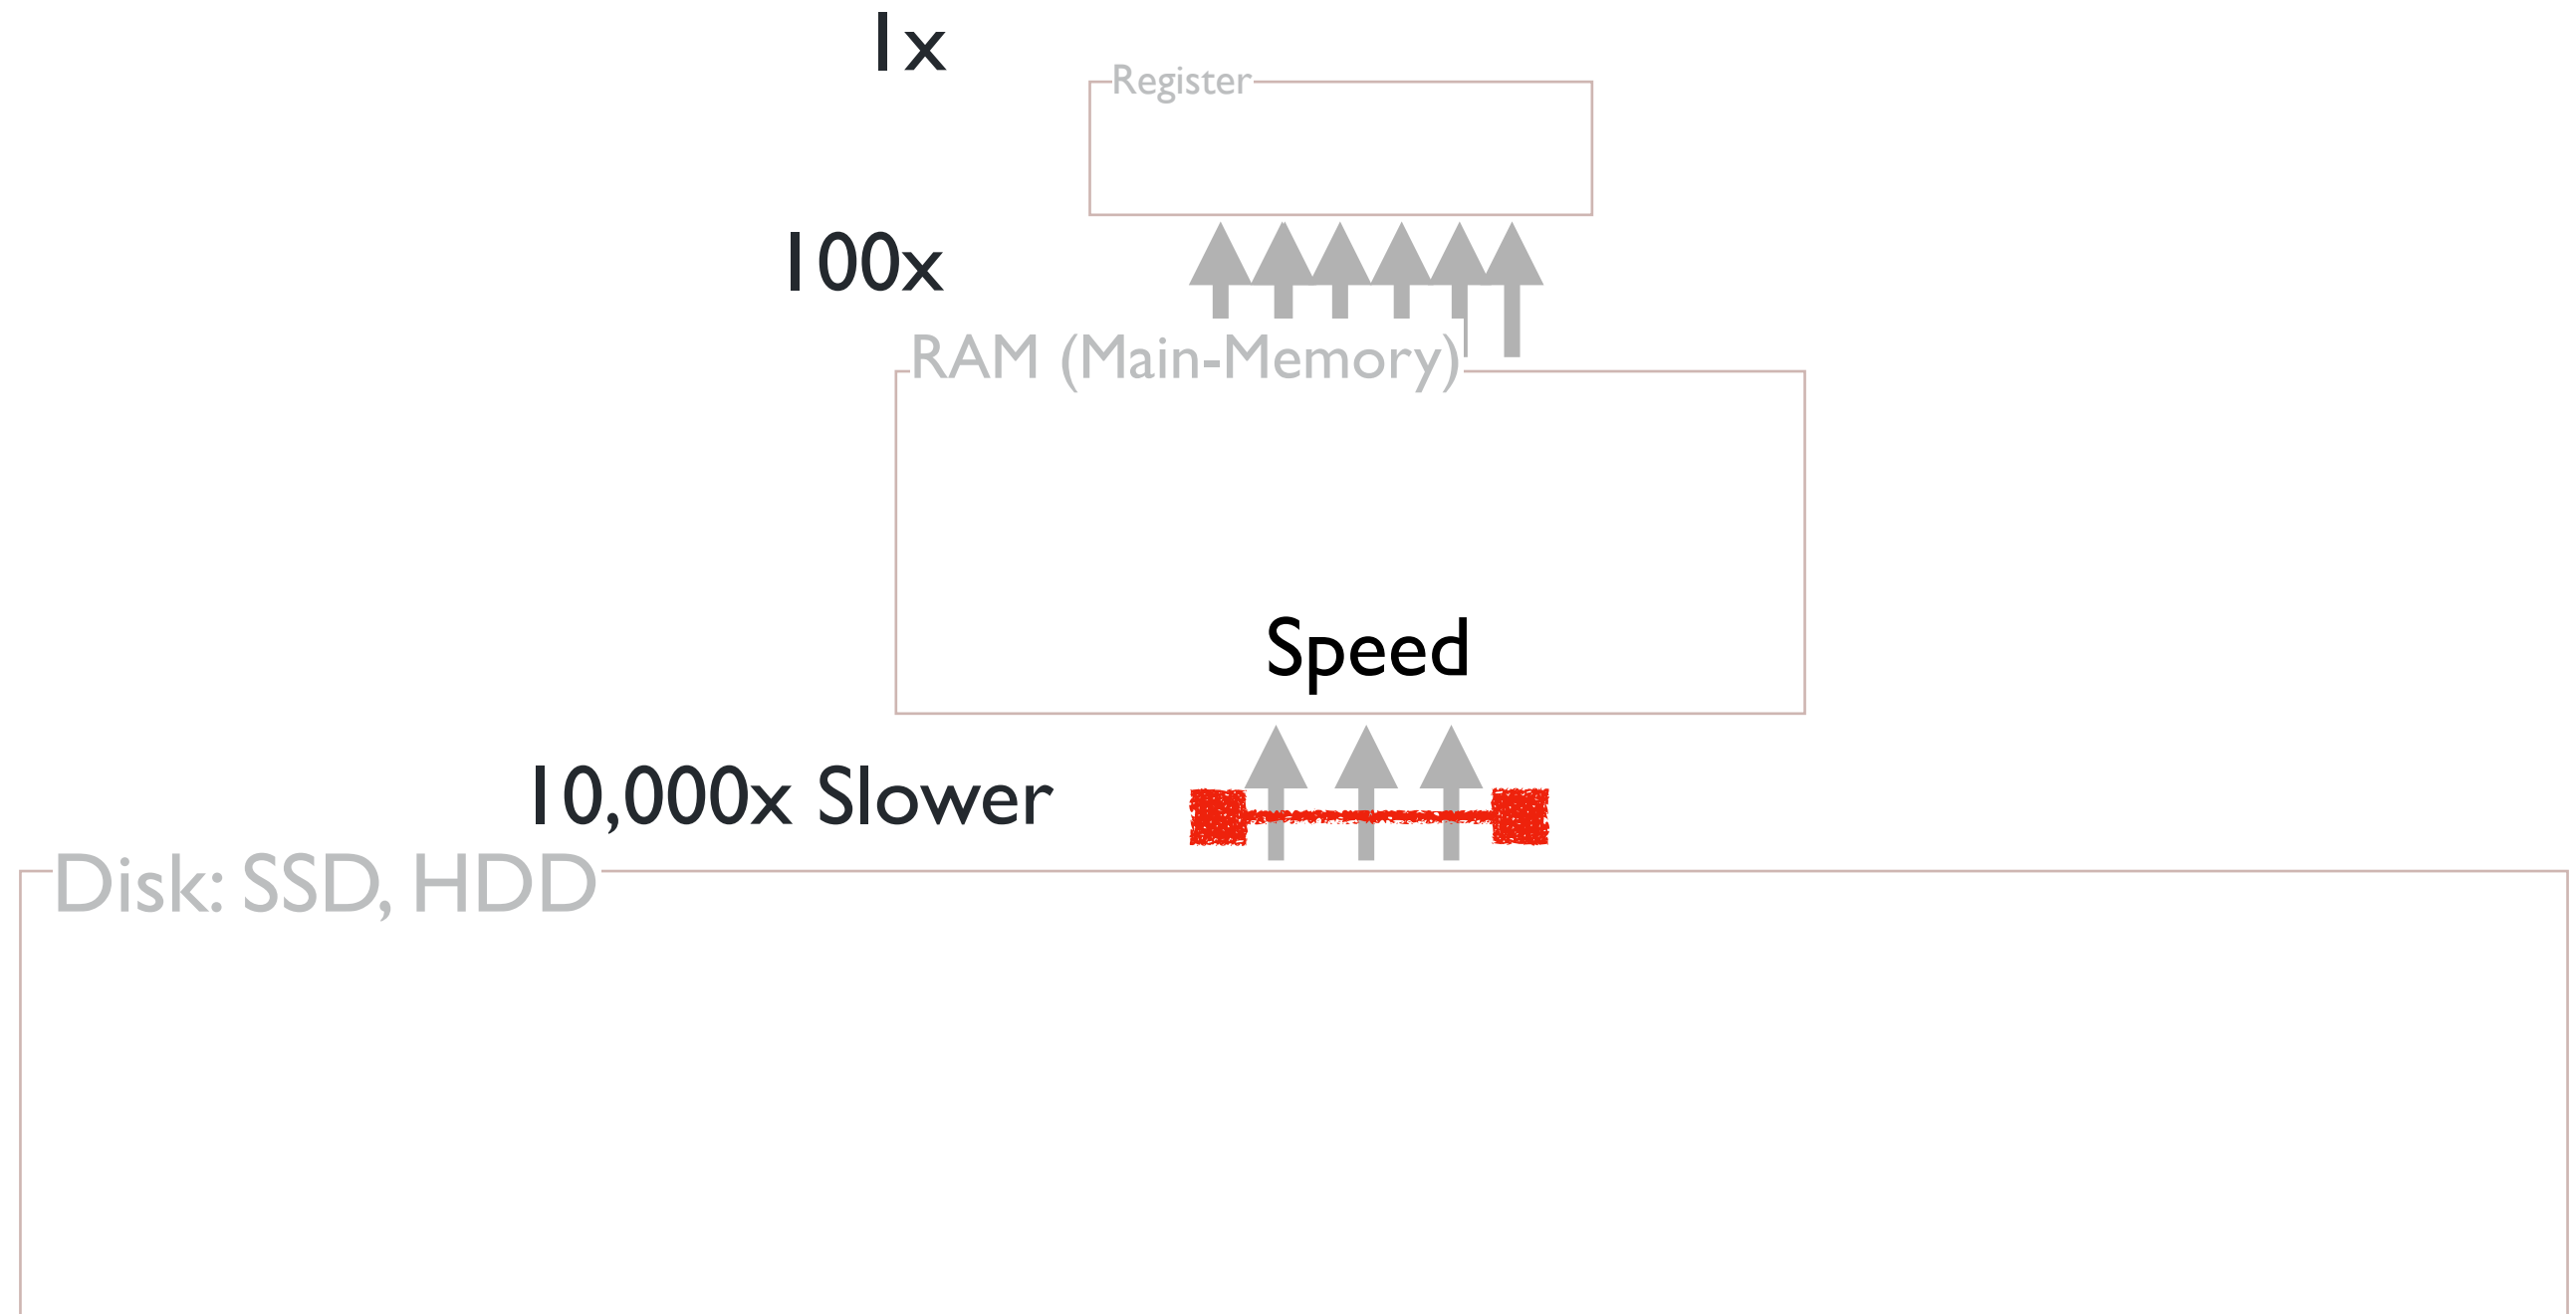 1x
Register
100x
RAM (Main-Memory)
Speed
10,000x Slower
Disk: SSD, HDD